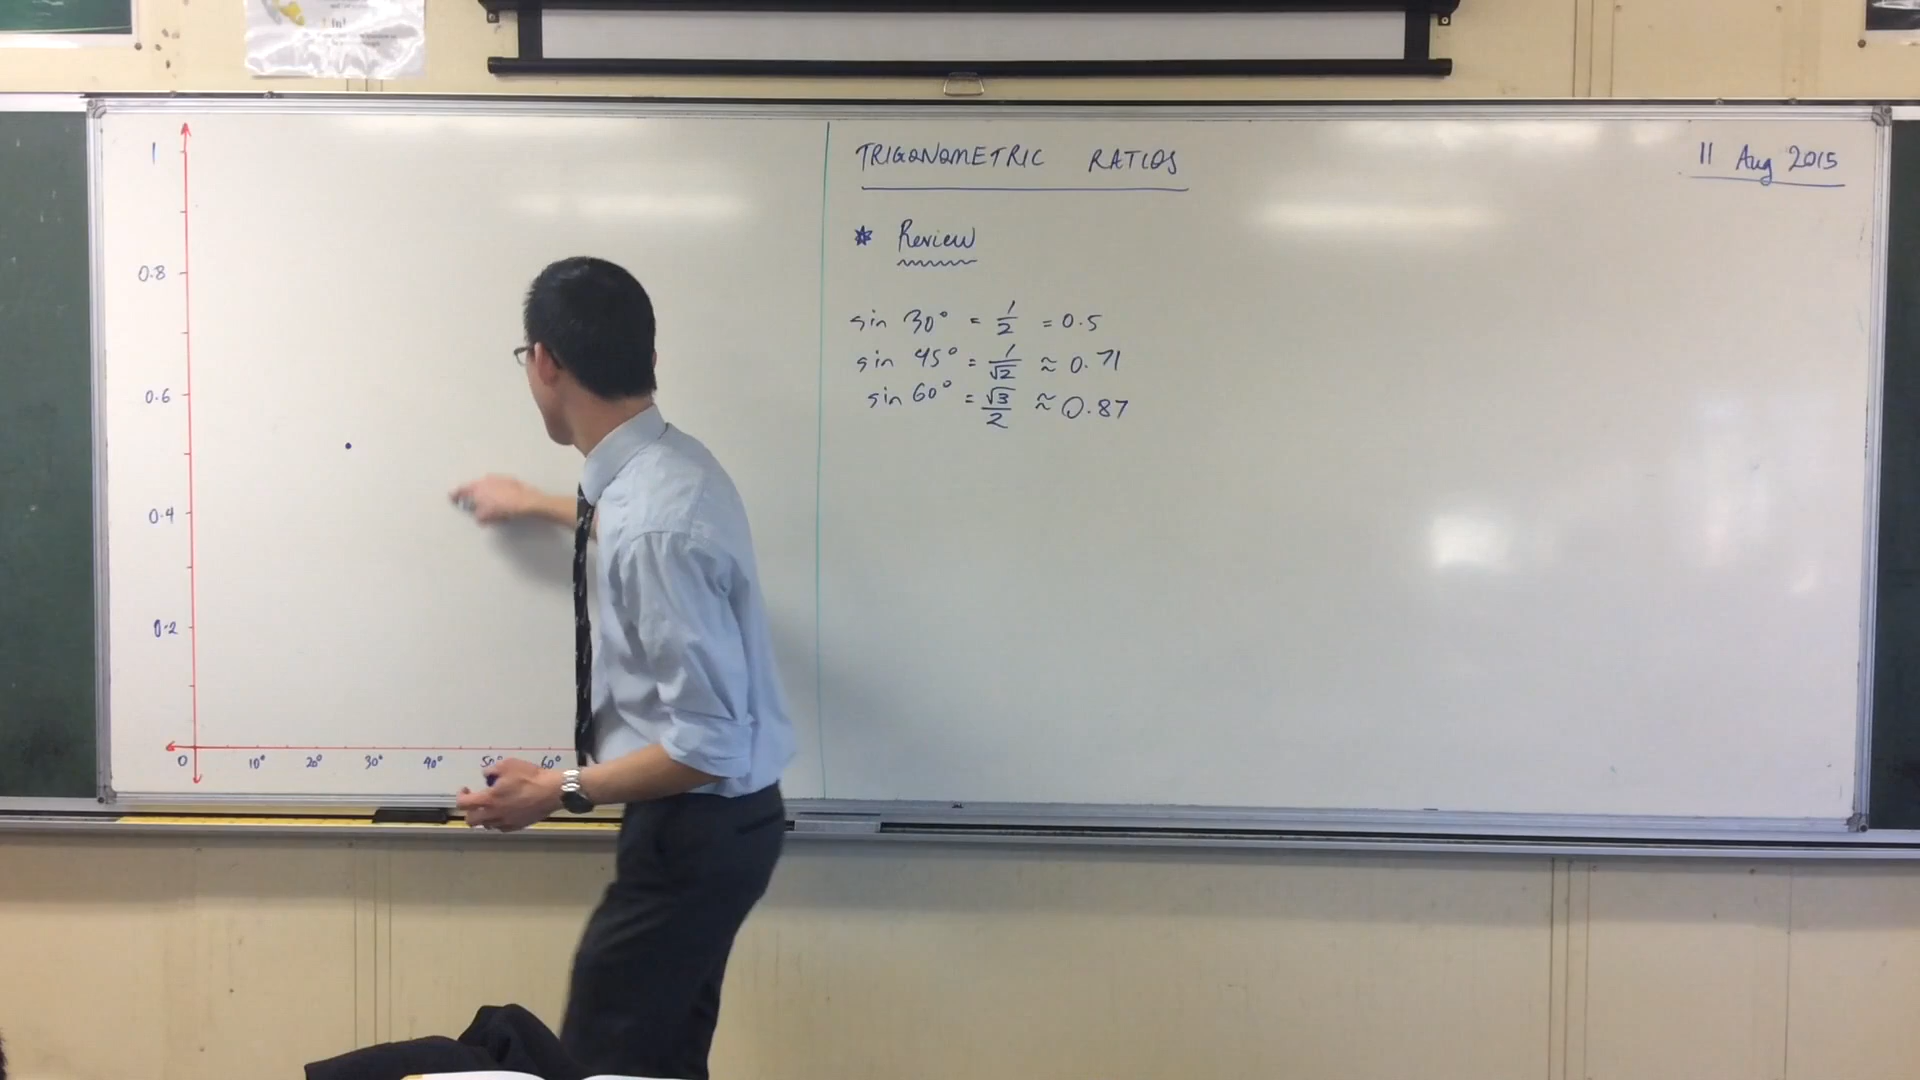 1
0.8
0.6
0.4
0.2
0 10° 20° 30° 40° 50° 60°
TRIGONOMETRIC RATIOS
11 Aug 2015
* Review
sin 30° = 1/2 = 0.5
sin 45° = 1/√2 ≈ 0.71
sin 60° = √3/2 ≈ 0.87